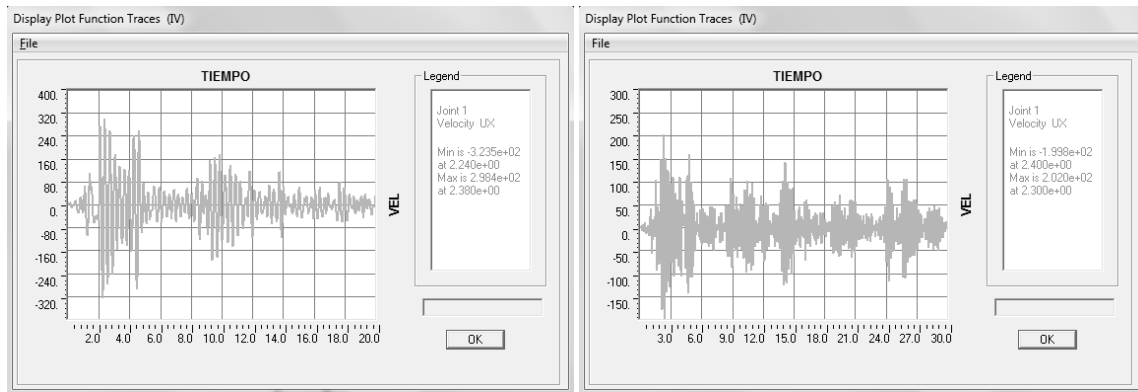 Display Plot Function Traces (IV)
File
TIEMPO
400.
320.
240.
160.
80.
0.
-80.
-160.
-240.
-320.
2.0 4.0 6.0 8.0 10.0 12.0 14.0 16.0 18.0 20.0
VEL
Legend
Joint 1
Velocity UX
Min is -3.235e+02
at 2.240e+00
Max is 2.984e+02
at 2.380e+00
OK
Display Plot Function Traces (IV)
File
TIEMPO
300.
250.
200.
150.
100.
50.
0.
-50.
-100.
-150.
3.0 6.0 9.0 12.0 15.0 18.0 21.0 24.0 27.0 30.0
VEL
Legend
Joint 1
Velocity UX
Min is -1.998e+02
at 2.400e+00
Max is 2.020e+02
at 2.300e+00
OK